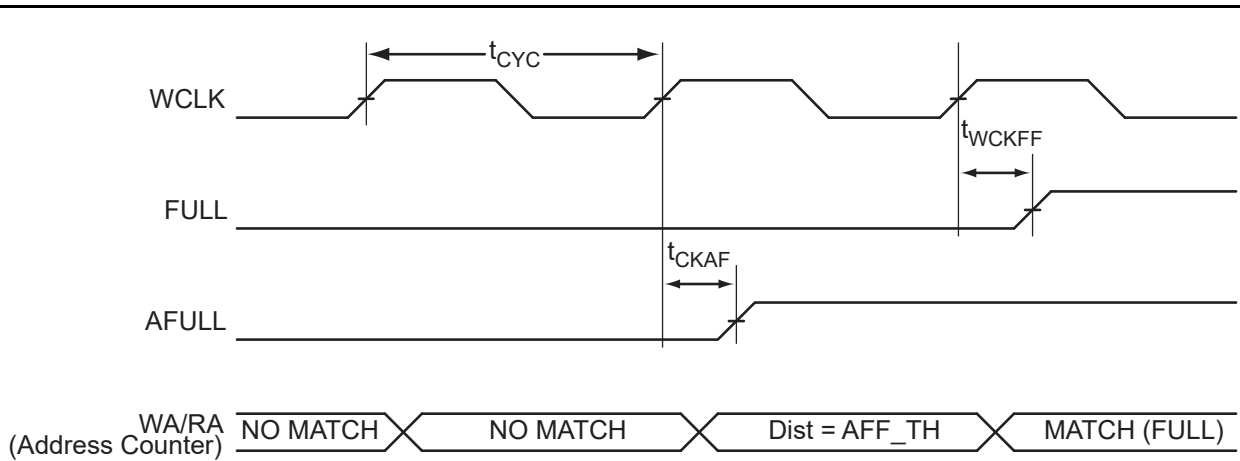 tCYC
WCLK
tWCKFF
FULL
tCKAF
AFULL
WA/RA
(Address Counter)
NO MATCH
NO MATCH
Dist = AFF_TH
MATCH (FULL)